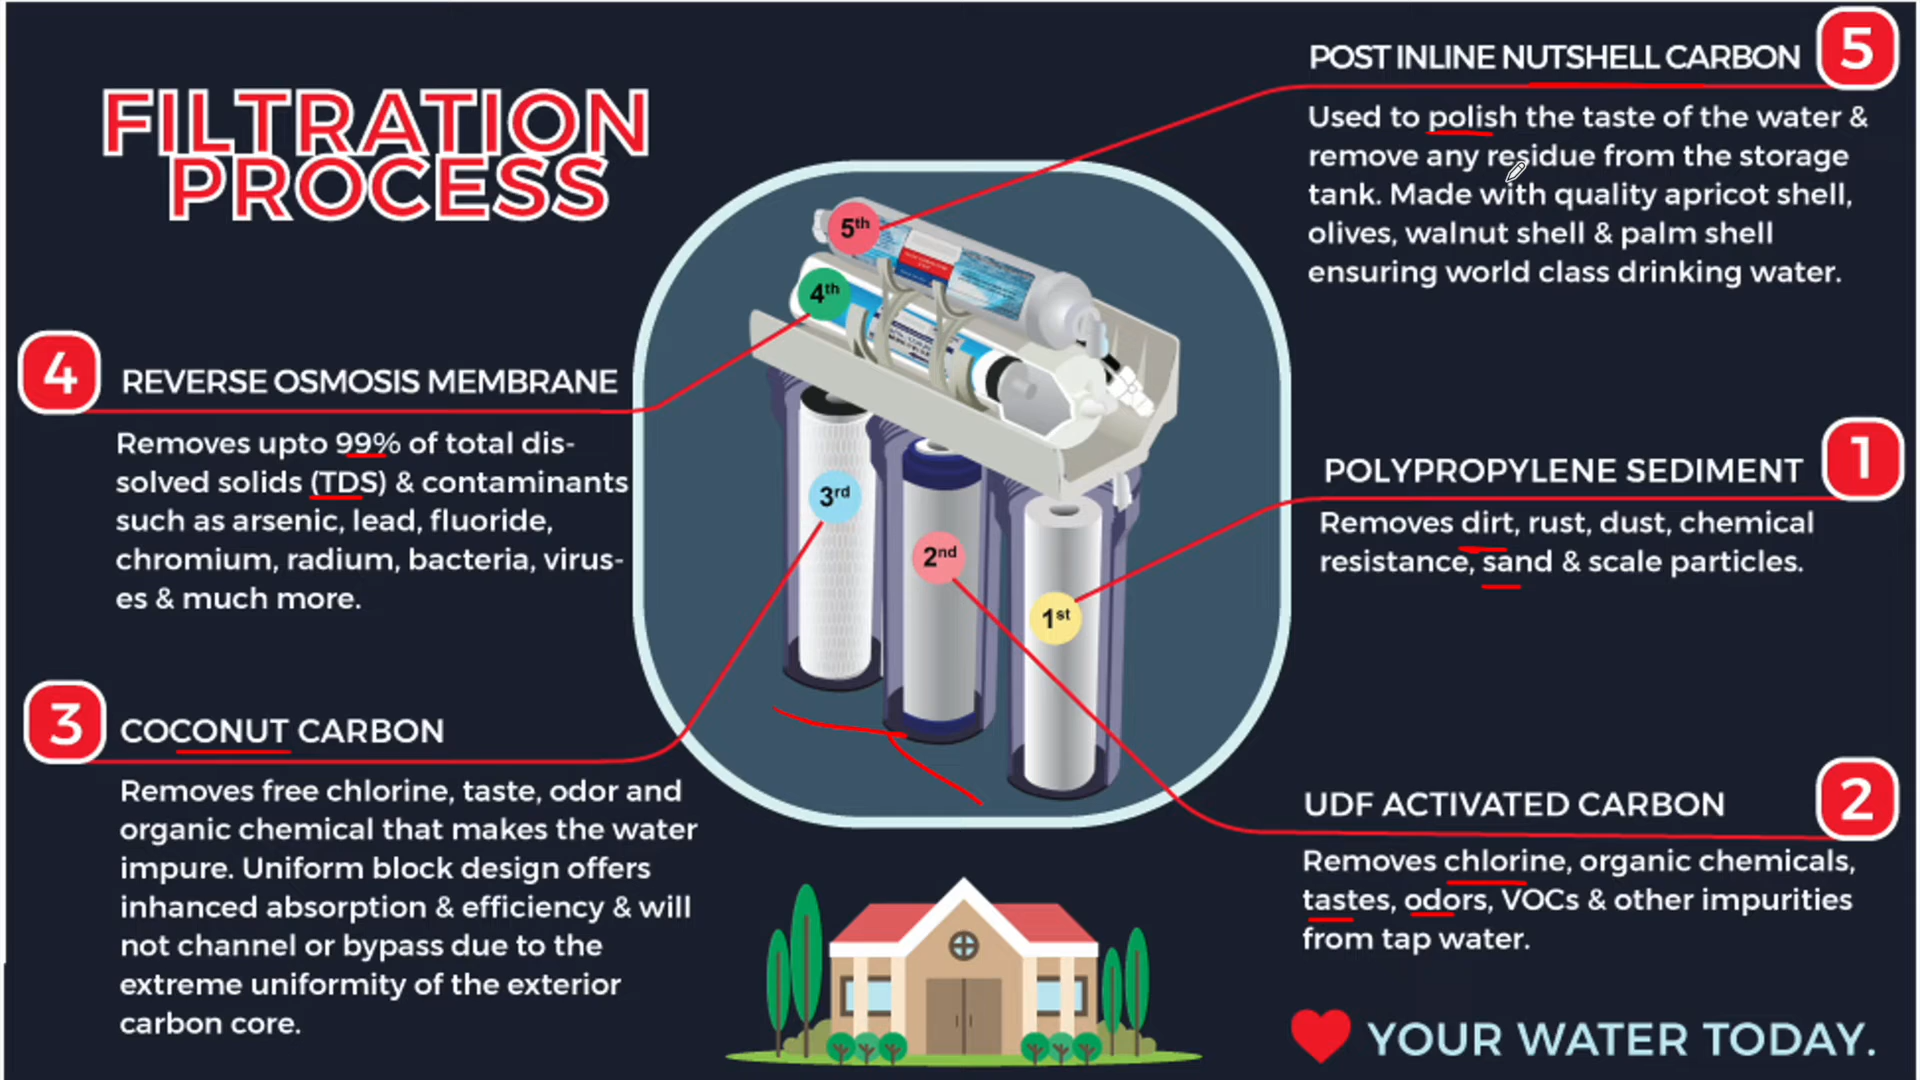 FILTRATION
PROCESS
POST INLINE NUTSHELL CARBON
5
Used to polish the taste of the water &
remove any residue from the storage
tank. Made with quality apricot shell,
olives, walnut shell & palm shell
ensuring world class drinking water.
5th
4th
3rd
2nd
1st
4
REVERSE OSMOSIS MEMBRANE
Removes upto 99% of total dis-
solved solids (TDS) & contaminants
such as arsenic, lead, fluoride,
chromium, radium, bacteria, virus-
es & much more.
1
POLYPROPYLENE SEDIMENT
Removes dirt, rust, dust, chemical
resistance, sand & scale particles.
3
COCONUT CARBON
Removes free chlorine, taste, odor and
organic chemical that makes the water
impure. Uniform block design offers
inhanced absorption & efficiency & will
not channel or bypass due to the
extreme uniformity of the exterior
carbon core.
2
UDF ACTIVATED CARBON
Removes chlorine, organic chemicals,
tastes, odors, VOCs & other impurities
from tap water.
YOUR WATER TODAY.